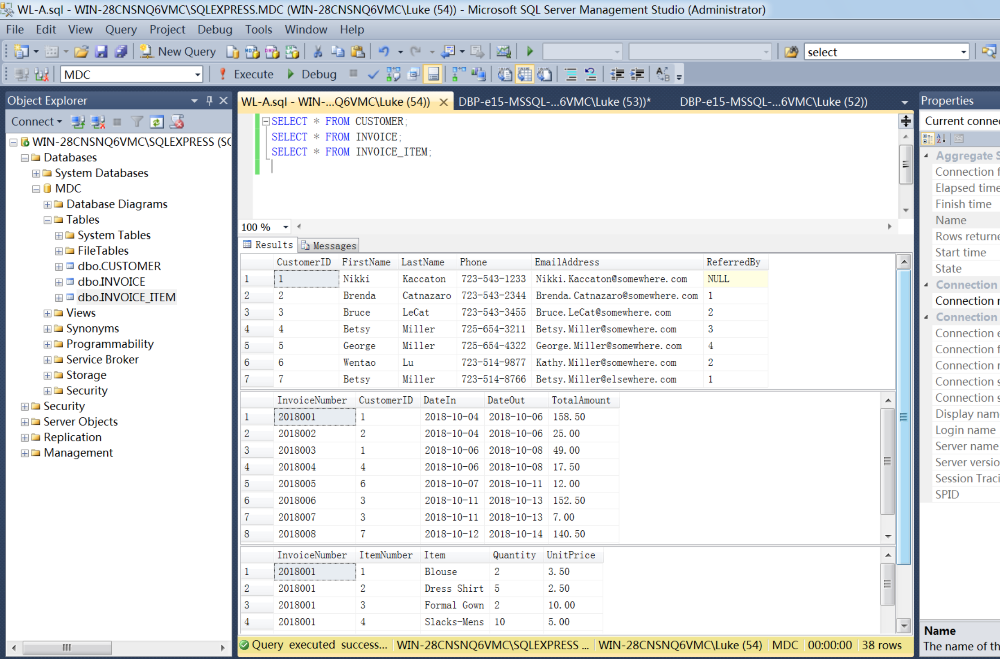 WL-A.sql - WIN-28CNSNQ6VMC\SQLEXPRESS.MDC (WIN-28CNSNQ6VMC\Luke (54)) - Microsoft SQL Server Management Studio (Administrator)
File Edit View Query Project Debug Tools Window Help
New Query select
MDC Execute Debug
Object Explorer
Connect
WIN-28CNSNQ6VMC\SQLEXPRESS (SQ
Databases
System Databases
MDC
Database Diagrams
Tables
System Tables
FileTables
dbo.CUSTOMER
dbo.INVOICE
dbo.INVOICE_ITEM
Views
Synonyms
Programmability
Service Broker
Storage
Security
Security
Server Objects
Replication
Management
WL-A.sql - WIN-...Q6VMC\Luke (54)) DBP-e15-MSSQL-...6VMC\Luke (53))* DBP-e15-MSSQL-...6VMC\Luke (52))
SELECT * FROM CUSTOMER;
SELECT * FROM INVOICE;
SELECT * FROM INVOICE_ITEM;
100 %
Results Messages
CustomerID FirstName LastName Phone EmailAddress ReferredBy
1 1 Nikki Kaccaton 723-543-1233 Nikki.Kaccaton@somewhere.com NULL
2 2 Brenda Catnazaro 723-543-2344 Brenda.Catnazaro@somewhere.com 1
3 3 Bruce LeCat 723-543-3455 Bruce.LeCat@somewhere.com 2
4 4 Betsy Miller 725-654-3211 Betsy.Miller@somewhere.com 3
5 5 George Miller 725-654-4322 George.Miller@somewhere.com 4
6 6 Wentao Lu 723-514-9877 Kathy.Miller@somewhere.com 2
7 7 Betsy Miller 723-514-8766 Betsy.Miller@elsewhere.com 1
InvoiceNumber CustomerID DateIn DateOut TotalAmount
1 2018001 1 2018-10-04 2018-10-06 158.50
2 2018002 2 2018-10-04 2018-10-06 25.00
3 2018003 1 2018-10-06 2018-10-08 49.00
4 2018004 4 2018-10-06 2018-10-08 17.50
5 2018005 6 2018-10-07 2018-10-11 12.00
6 2018006 3 2018-10-11 2018-10-13 152.50
7 2018007 3 2018-10-11 2018-10-13 7.00
8 2018008 7 2018-10-12 2018-10-14 140.50
InvoiceNumber ItemNumber Item Quantity UnitPrice
1 2018001 1 Blouse 2 3.50
2 2018001 2 Dress Shirt 5 2.50
3 2018001 3 Formal Gown 2 10.00
4 2018001 4 Slacks-Mens 10 5.00
Query executed success... WIN-28CNSNQ6VMC\SQLEXPRESS ... WIN-28CNSNQ6VMC\Luke (54) MDC 00:00:00 38 rows
Properties
Current connec
Aggregate S
Connection f
Elapsed time
Finish time
Name
Rows returne
Start time
State
Connection
Connection n
Connection
Connection e
Connection f
Connection r
Connection s
Connection s
Display name
Login name
Server name
Server versio
Session Traci
SPID
Name
The name of th